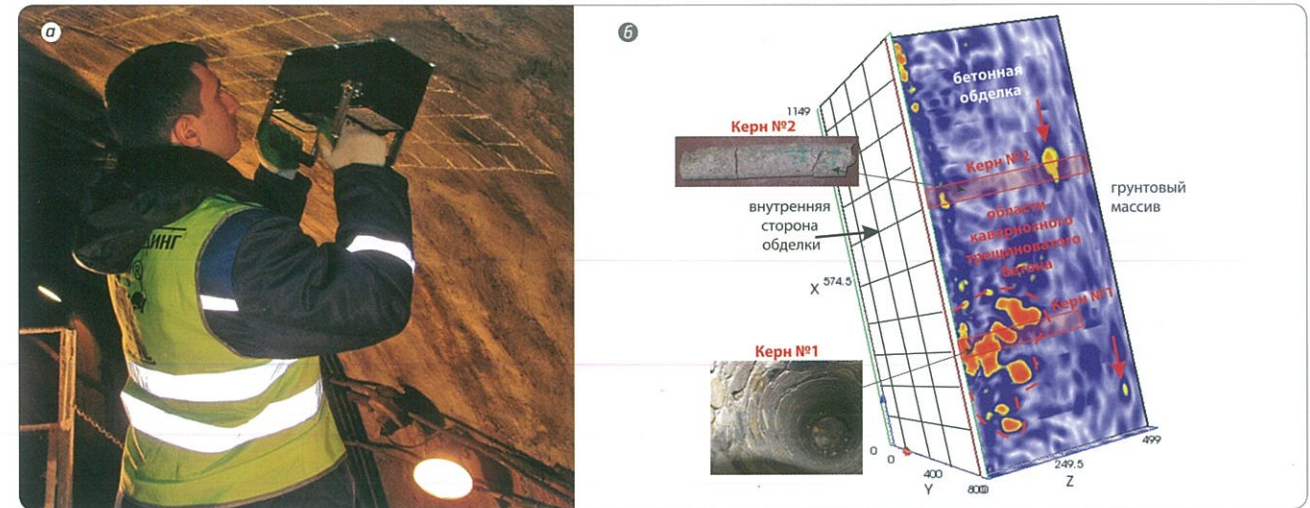 а
ДИНГ
б
бетонная
обделка
1149
Керн №2
Керн №2
грунтовый
массив
внутренняя
сторона
обделки
области
кавернозного
трещиноватого
бетона
X 574.5
Керн №1
Керн №1
0
0
400
Y
800
249.5
Z
499